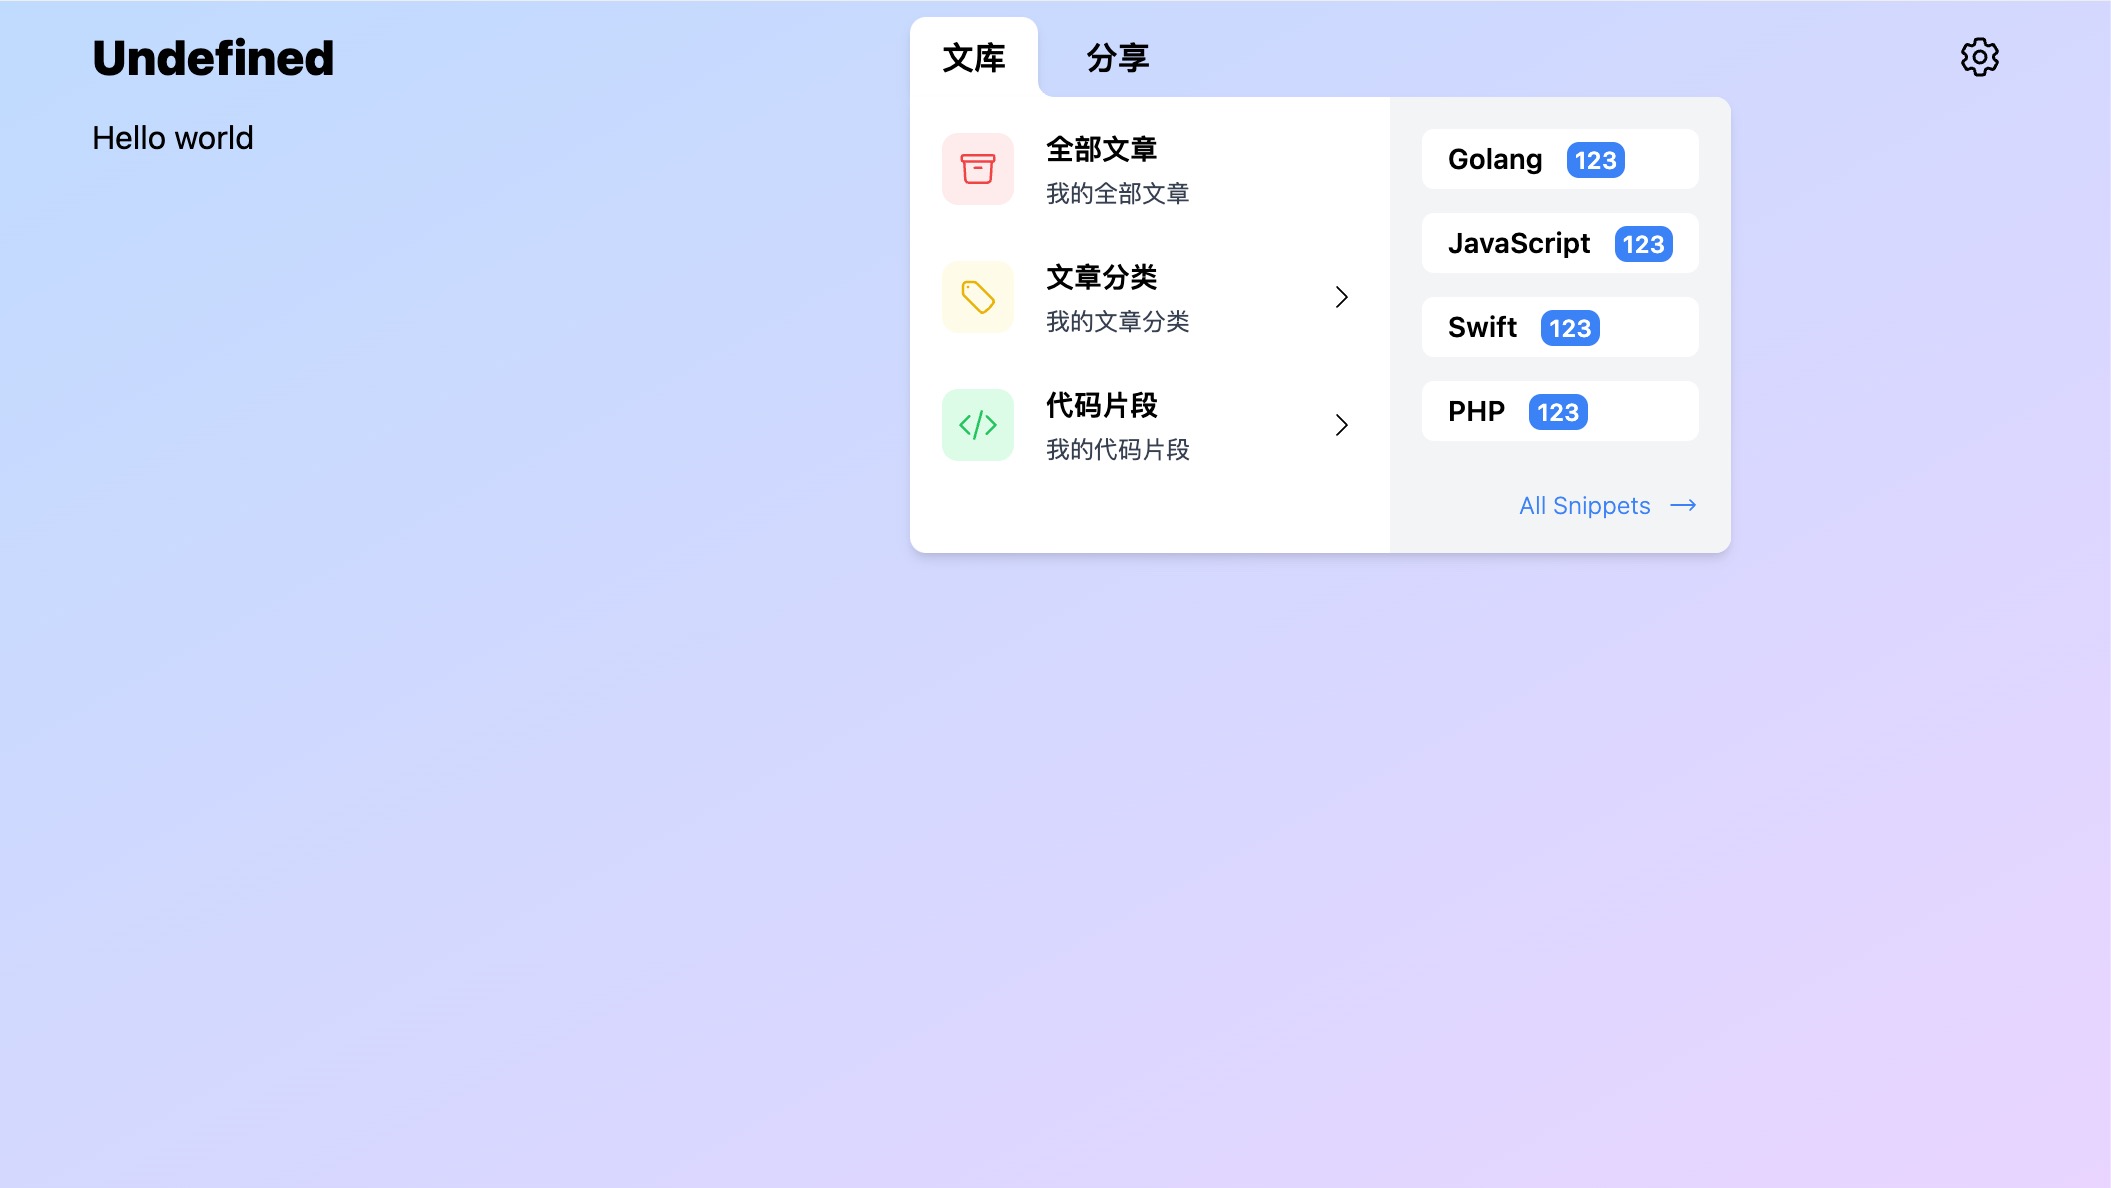 Undefined
文库
分享
Hello world
全部文章
我的全部文章
文章分类
我的文章分类
代码片段
我的代码片段
Golang 123
JavaScript 123
Swift 123
PHP 123
All Snippets →